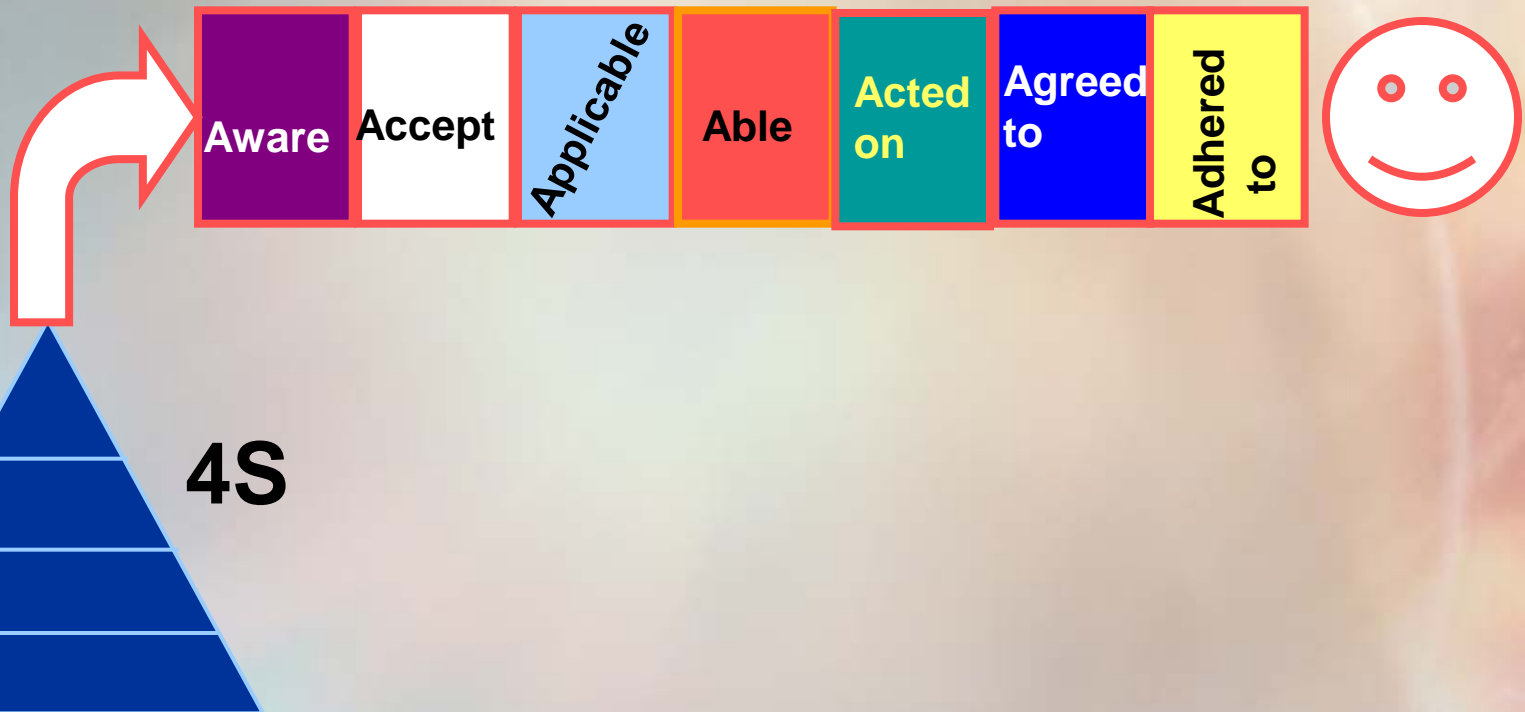 Aware
Accept
Applicable
Able
Acted
on
Agreed
to
Adhered
to
4S